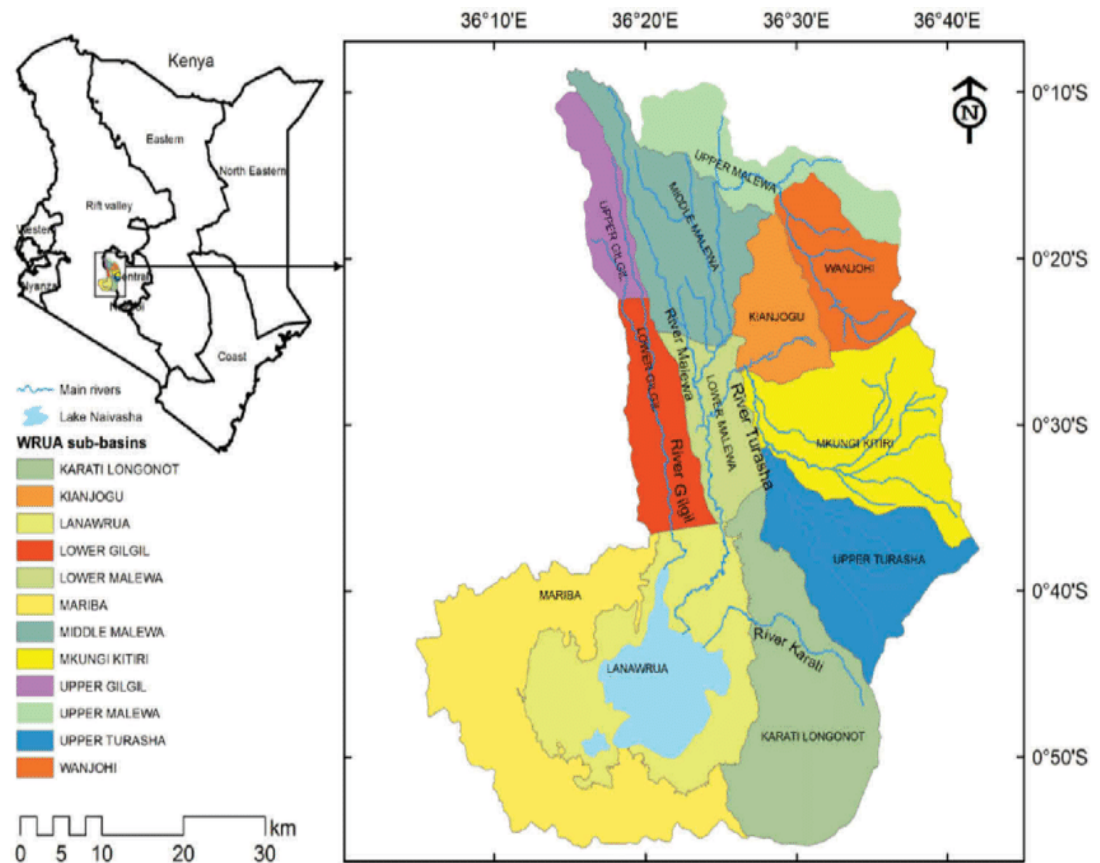 36°10'E 36°20'E 36°30'E 36°40'E
Kenya
Eastern
North Eastern
Rift valley
Western
Nyanza
Central
Coast
Main rivers
Lake Naivasha
WRUA sub-basins
KARATI LONGONOT
KIANJOGU
LANAWRUA
LOWER GILGIL
LOWER MALEWA
MARIBA
MIDDLE MALEWA
MKUNGI KITIRI
UPPER GILGIL
UPPER MALEWA
UPPER TURASHA
WANJOHI
0 5 10 20 30 km
N
0°10'S
0°20'S
0°30'S
0°40'S
0°50'S
UPPER MALEWA
MIDDLE MALEWA
UPPER GILGIL
WANJOHI
KIANJOGU
LOWER GILGIL
River Malewa
LOWER MALEWA
River Turasha
MKUNGI KITIRI
River Gilgil
UPPER TURASHA
MARIBA
River Karati
LANAWRUA
KARATI LONGONOT